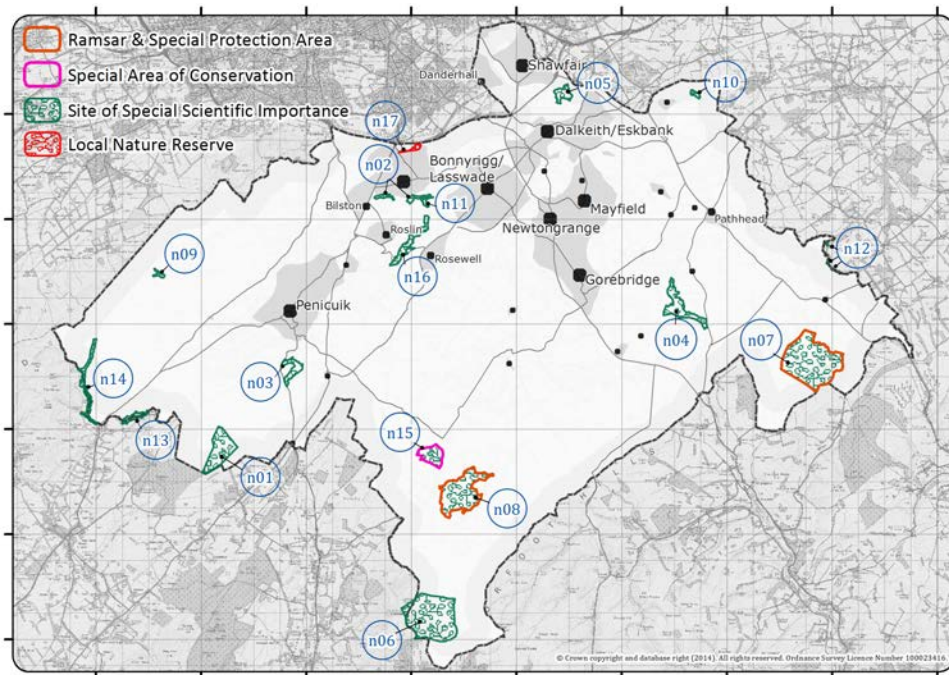 Ramsar & Special Protection Area
Special Area of Conservation
Site of Special Scientific Importance
Local Nature Reserve
Shawfair
Danderhall
n05
n10
n17
Dalkeith/Eskbank
n02
Bonnyrigg/
Lasswade
n11
Bilston
Mayfield
Pathhead
Newtongrange
Roslin
n12
n09
Rosewell
n16
Gorebridge
Penicuik
n04
n07
n14
n03
n15
n13
n01
n08
n06
© Crown copyright and database right (2014). All rights reserved. Ordnance Survey Licence Number 100023416.